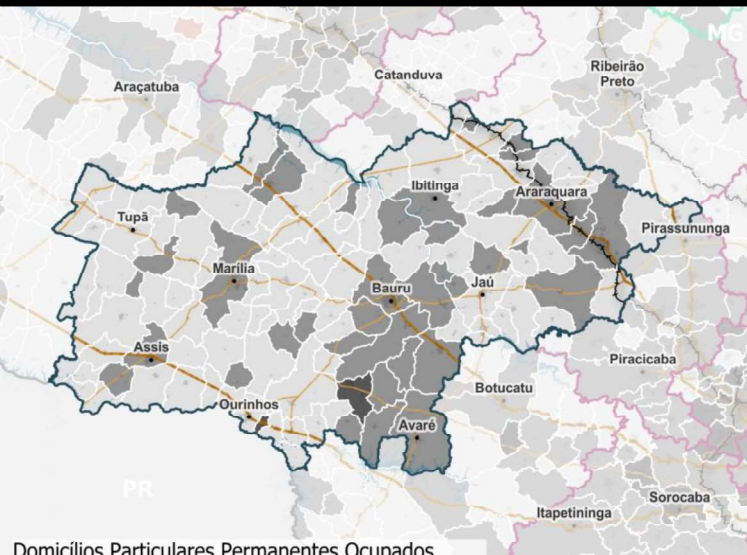 MG
Ribeirão
Preto
Catanduva
Araçatuba
Ibitinga
Araraquara
Tupã
Pirassununga
Marília
Bauru
Jaú
Assis
Piracicaba
Botucatu
Ourinhos
Avaré
PR
Sorocaba
Itapetininga
Domicílios Particulares Permanentes Ocupados